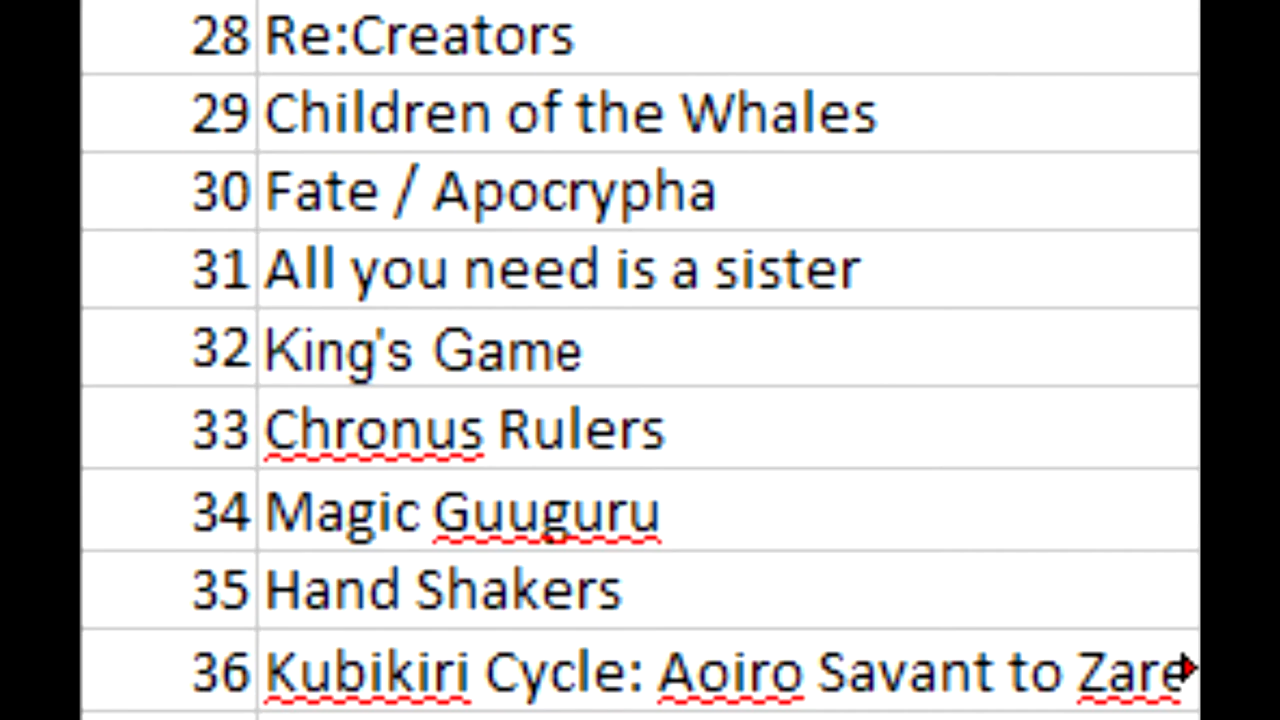 28 Re:Creators
29 Children of the Whales
30 Fate / Apocrypha
31 All you need is a sister
32 King's Game
33 Chronus Rulers
34 Magic Guuguru
35 Hand Shakers
36 Kubikiri Cycle: Aoiro Savant to Zare